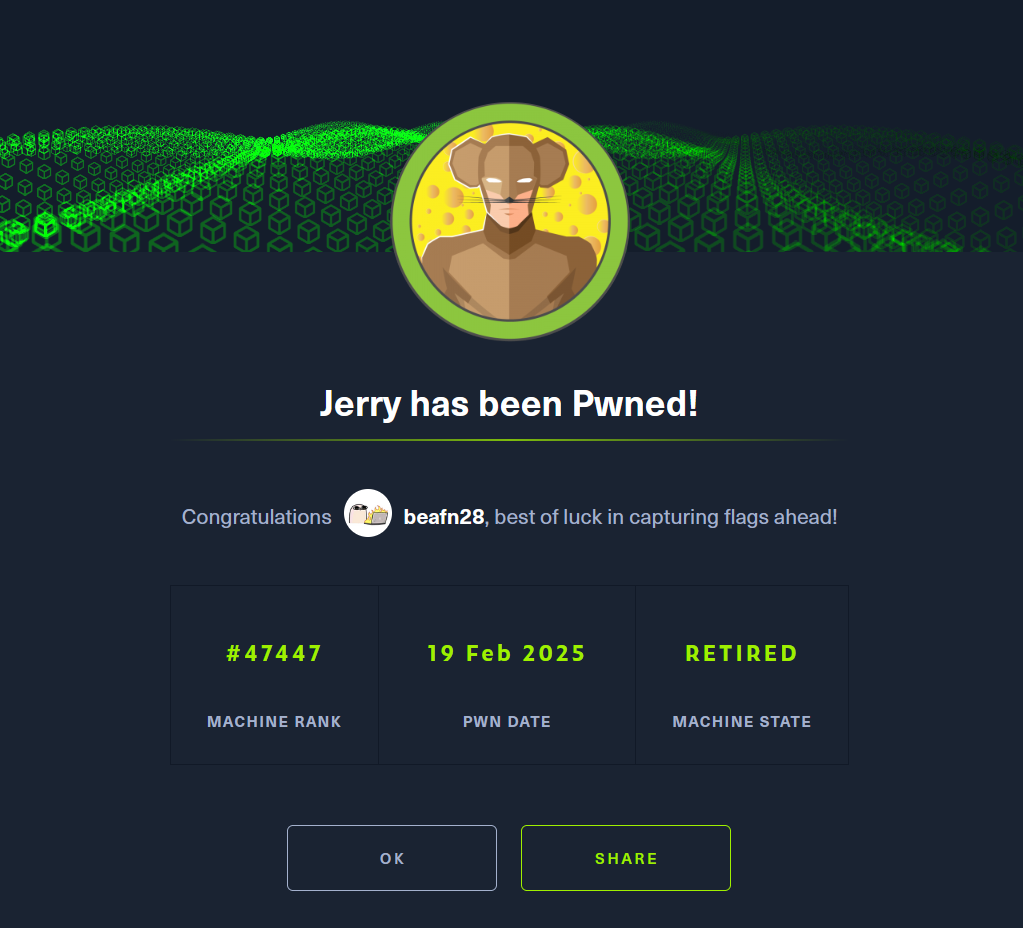 Jerry has been Pwned!
Congratulations beafn28, best of luck in capturing flags ahead!
#47447 19 Feb 2025 RETIRED
MACHINE RANK PWN DATE MACHINE STATE
OK SHARE